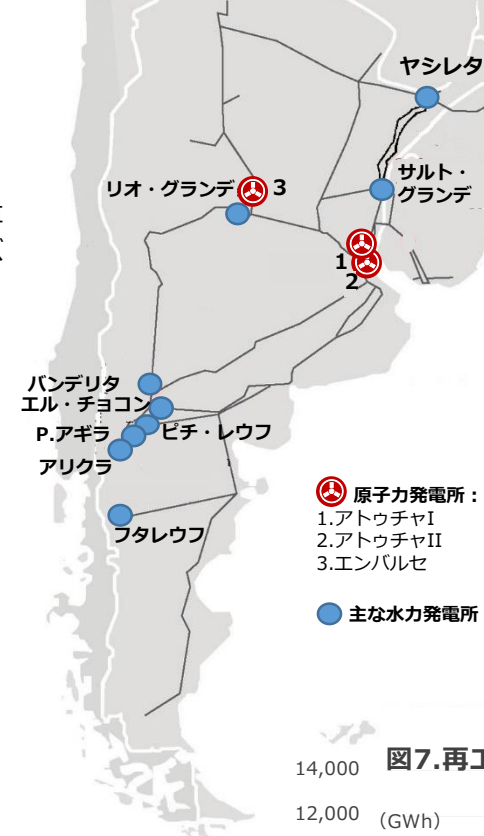 ヤシレタ
サルト・
グランデ
リオ・グランデ
3
1
2
バンデリタ
エル・チョコン
P.アギラ
ピチ・レウフ
アリクラ
フタレウフ
原子力発電所：
1.アトゥチャI
2.アトゥチャII
3.エンバルセ
主な水力発電所
図7.再エ
14,000
12,000
(GWh)